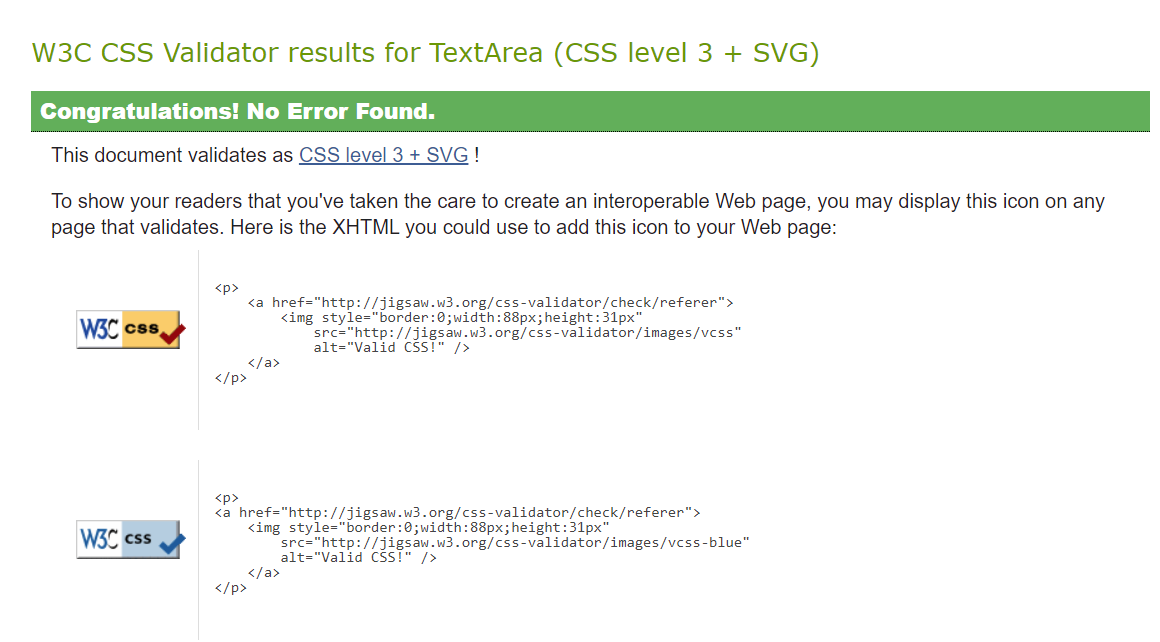 W3C CSS Validator results for TextArea (CSS level 3 + SVG)
Congratulations! No Error Found.
This document validates as CSS level 3 + SVG !
To show your readers that you've taken the care to create an interoperable Web page, you may display this icon on any
page that validates. Here is the XHTML you could use to add this icon to your Web page:
W3C css
<p>
    <a href="http://jigsaw.w3.org/css-validator/check/referer">
        <img style="border:0;width:88px;height:31px"
            src="http://jigsaw.w3.org/css-validator/images/vcss"
            alt="Valid CSS!" />
    </a>
</p>
W3C css
<p>
<a href="http://jigsaw.w3.org/css-validator/check/referer">
    <img style="border:0;width:88px;height:31px"
        src="http://jigsaw.w3.org/css-validator/images/vcss-blue"
        alt="Valid CSS!" />
    </a>
</p>